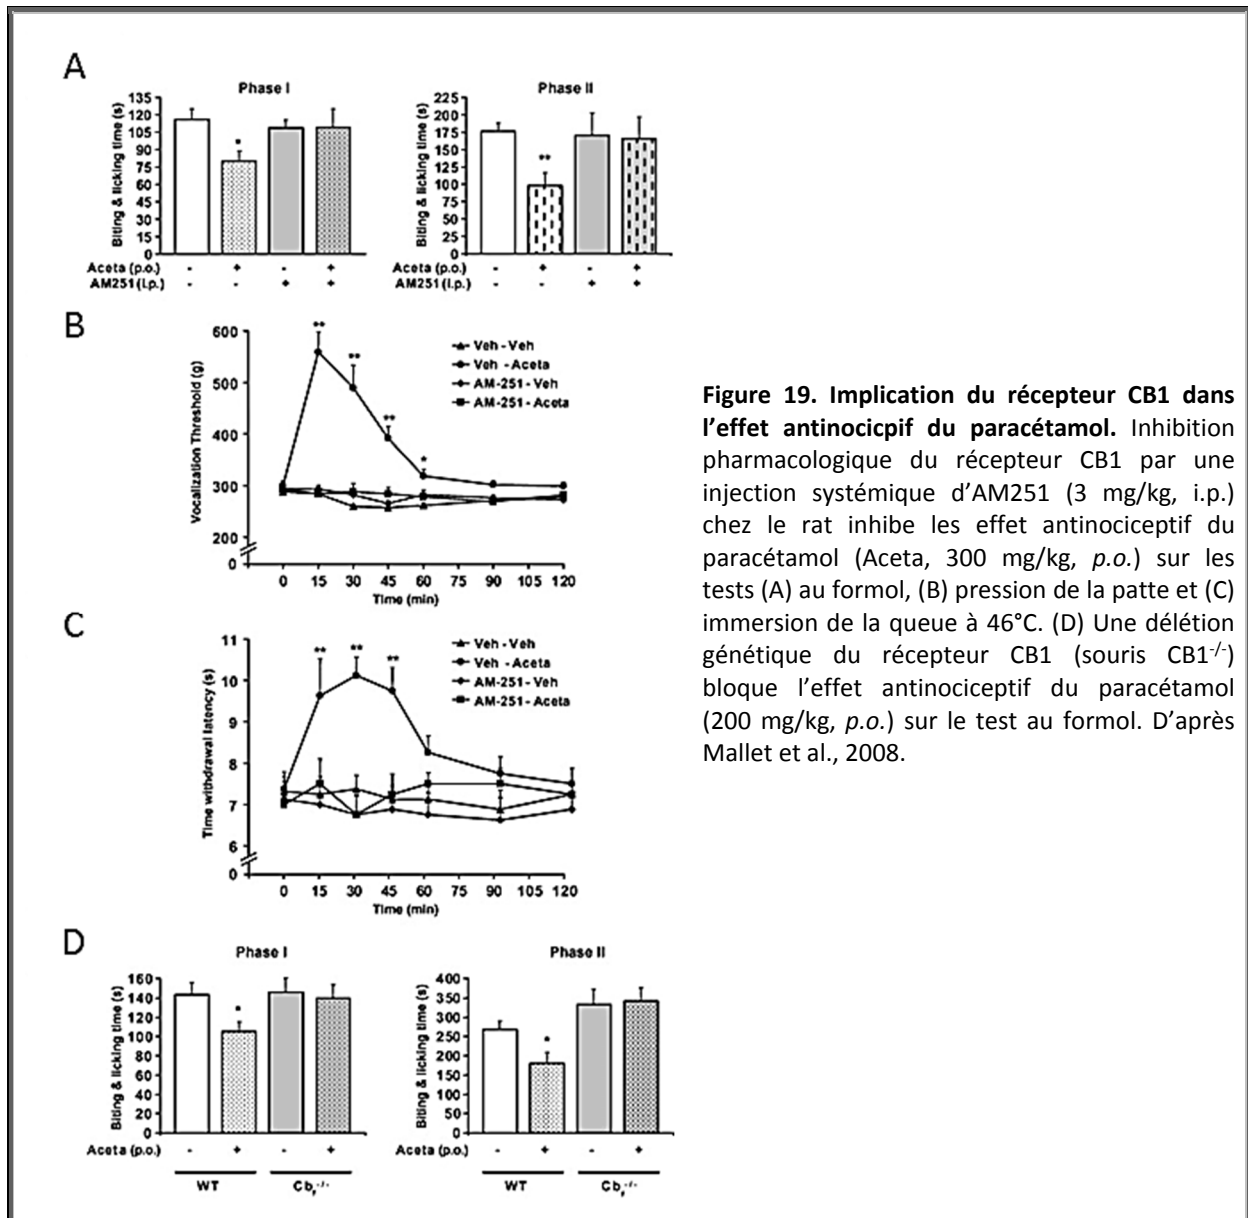 A
Phase I
Biting & licking time (s)
135
120
105
90
75
60
45
30
15
0
*
Aceta (p.o.) - + - +
AM251 (i.p.) - - + +
Phase II
Biting & licking time (s)
225
200
175
150
125
100
75
50
25
0
**
Aceta (p.o.) - + - +
AM251 (i.p.) - - + +
B
Vocalization Threshold (g)
600
500
400
300
200
0
** ** ** *
Veh - Veh
Veh - Aceta
AM-251 - Veh
AM-251 - Aceta
0 15 30 45 60 75 90 105 120
Time (min)
C
Time withdrawal latency (s)
11
10
9
8
7
6
0
** ** **
Veh - Veh
Veh - Aceta
AM-251 - Veh
AM-251 - Aceta
0 15 30 45 60 75 90 105 120
Time (min)
D
Phase I
Biting & licking time (s)
160
140
120
100
80
60
40
20
0
*
Aceta (p.o.) - + - +
WT Cb₁-/-
Phase II
Biting & licking time (s)
400
350
300
250
200
150
100
50
0
*
Aceta (p.o.) - + - +
WT Cb₁-/-
Figure 19. Implication du récepteur CB1 dans
l’effet antinocicpif du paracétamol. Inhibition
pharmacologique du récepteur CB1 par une
injection systémique d’AM251 (3 mg/kg, i.p.)
chez le rat inhibe les effet antinociceptif du
paracétamol (Aceta, 300 mg/kg, p.o.) sur les
tests (A) au formol, (B) pression de la patte et (C)
immersion de la queue à 46°C. (D) Une délétion
génétique du récepteur CB1 (souris CB1-/-)
bloque l’effet antinociceptif du paracétamol
(200 mg/kg, p.o.) sur le test au formol. D’après
Mallet et al., 2008.